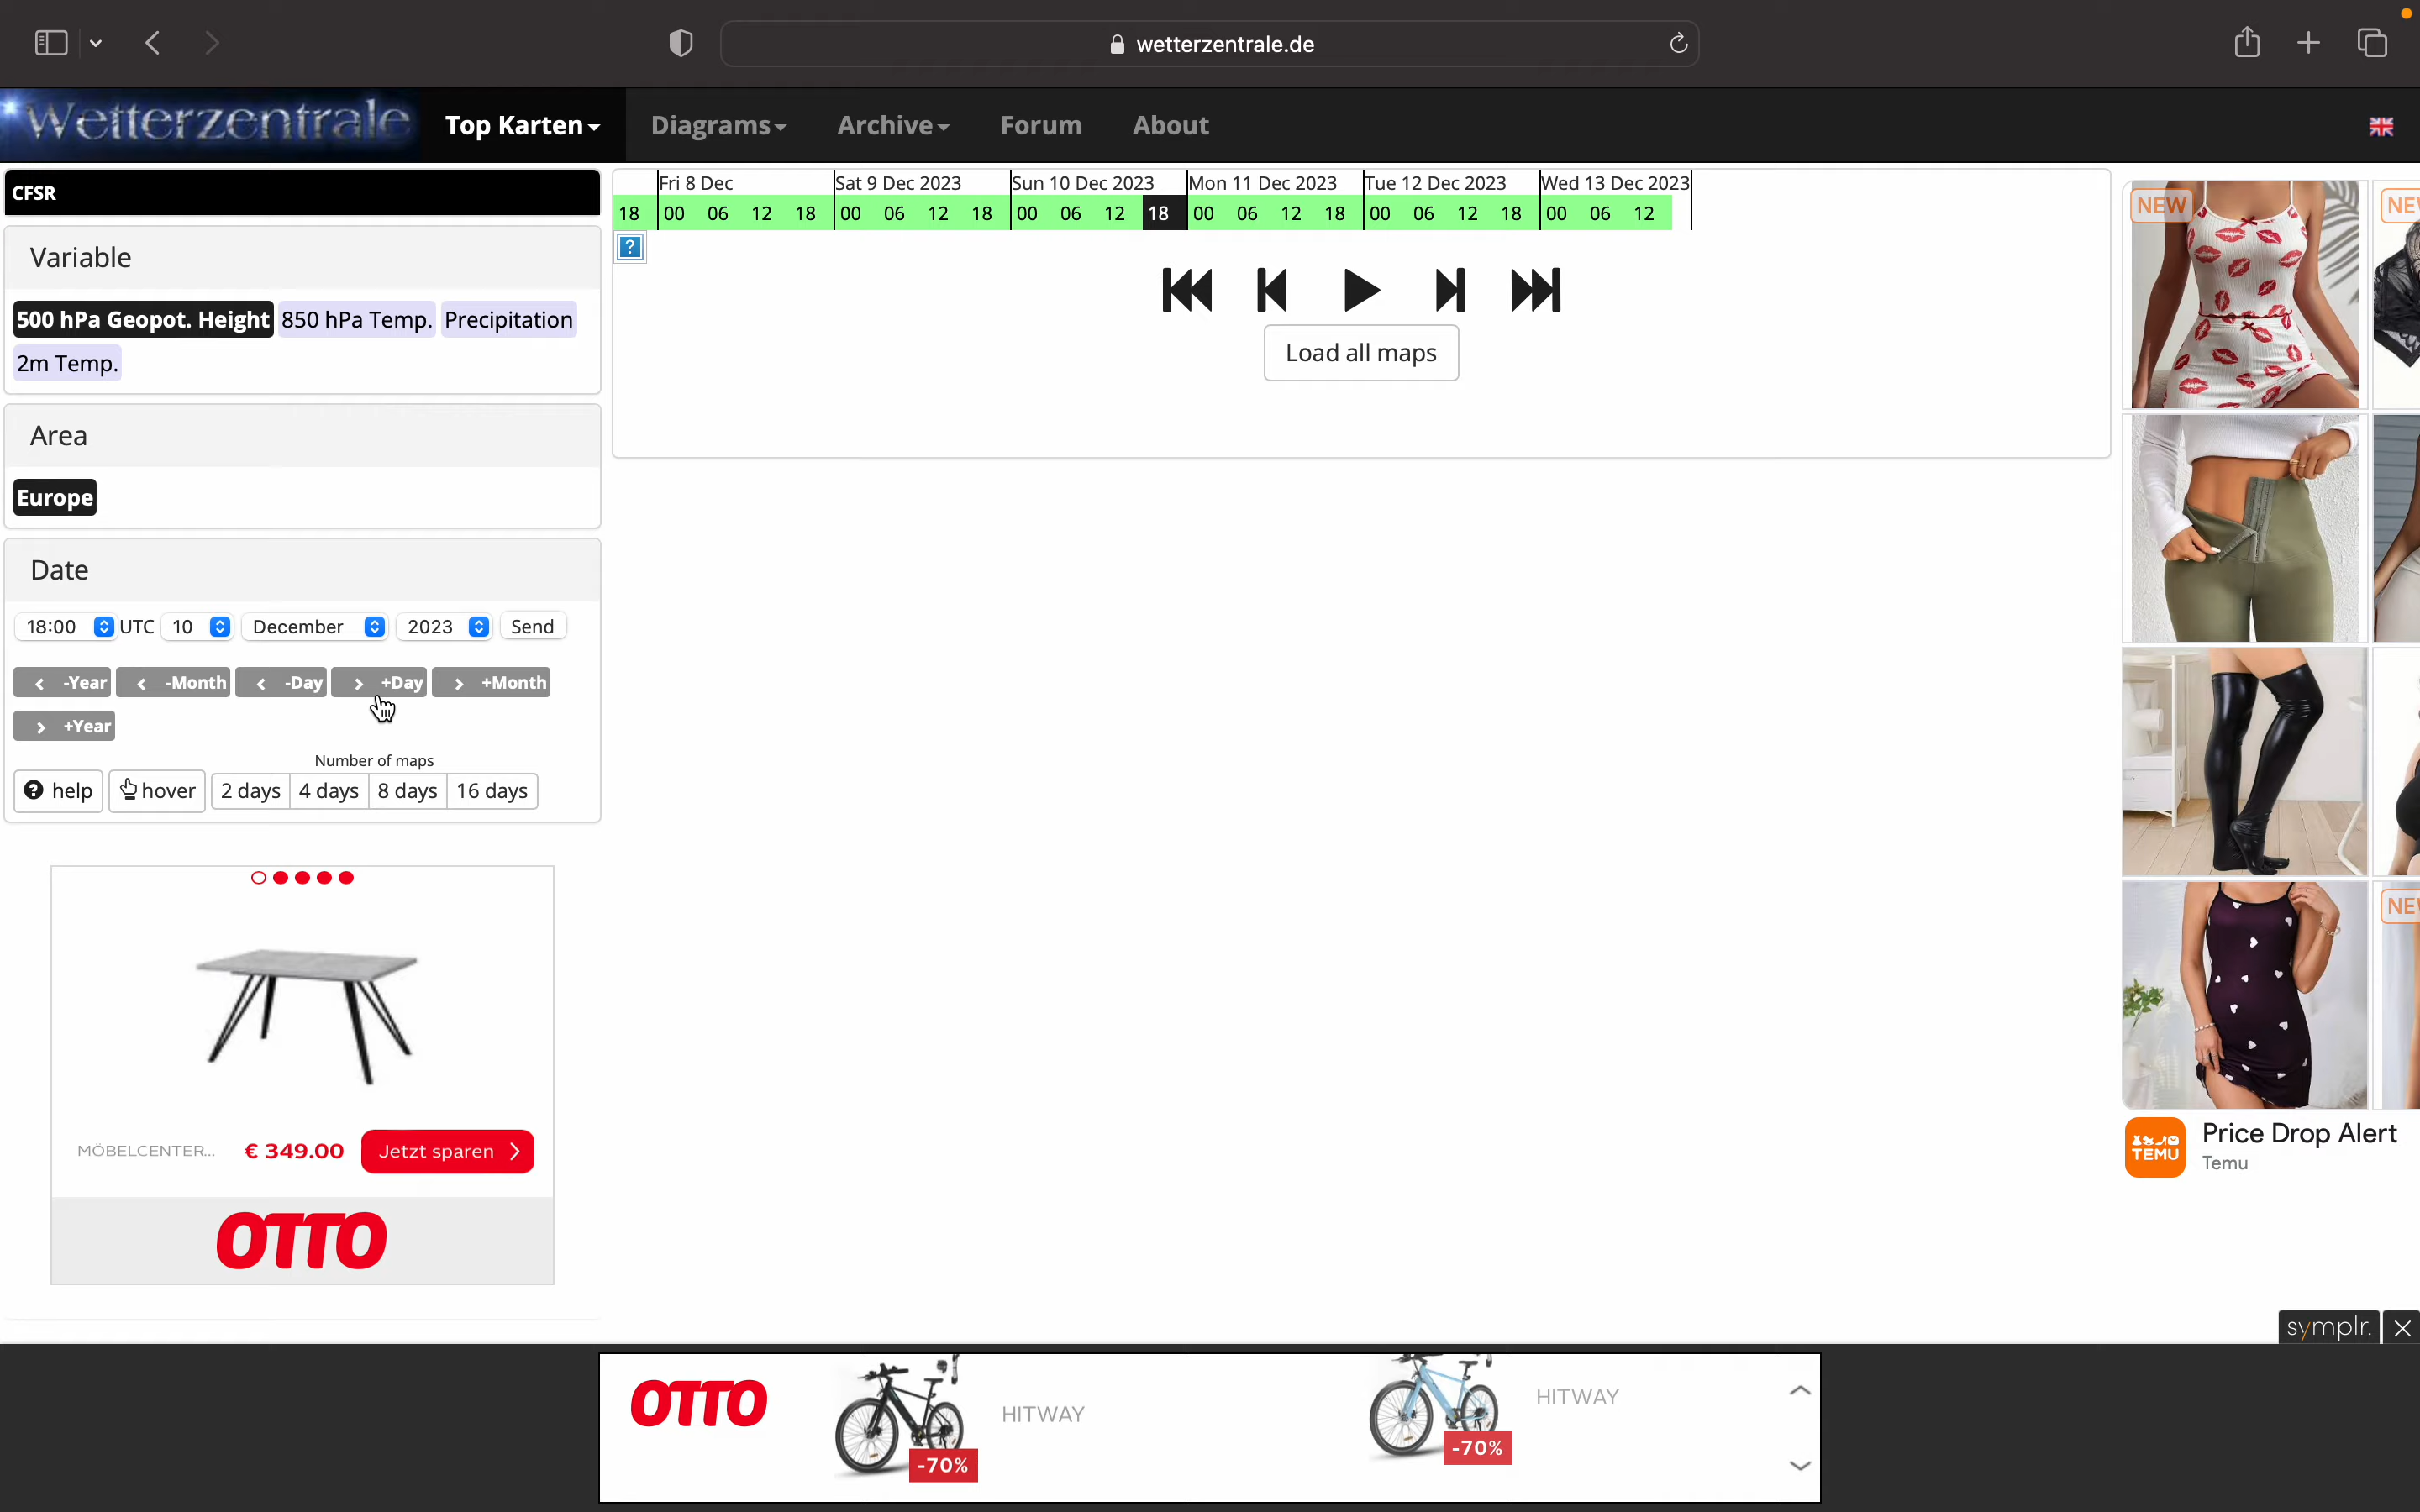 wetterzentrale.de
Wetterzentrale Top Karten Diagrams Archive Forum About
CFSR
Variable
500 hPa Geopot. Height 850 hPa Temp. Precipitation
2m Temp.
Area
Europe
Date
18:00 UTC 10 December 2023 Send
-Year -Month -Day +Day +Month
+Year
Number of maps
help hover 2 days 4 days 8 days 16 days
MÖBELCENTER... € 349.00 Jetzt sparen
OTTO
Fri 8 Dec Sat 9 Dec 2023 Sun 10 Dec 2023 Mon 11 Dec 2023 Tue 12 Dec 2023 Wed 13 Dec 2023
18 00 06 12 18 00 06 12 18 00 06 12 18 00 06 12 18 00 06 12 18 00 06 12
?
Load all maps
NEW
NEW
NEW
TEMU
Price Drop Alert
Temu
symplr.
OTTO HITWAY HITWAY
-70% -70%